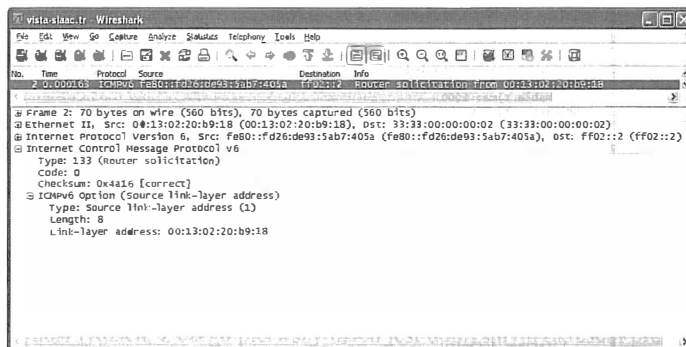 vista-slaac.tr - Wireshark
File Edit View Go Capture Analyze Statistics Telephony Tools Help
No. Time Protocol Source Destination Info
2 0.000163 ICMPv6 fe80::fd26:de93:5ab7:405a ff02::2 Router solicitation from 00:13:02:20:b9:18
Frame 2: 70 bytes on wire (560 bits), 70 bytes captured (560 bits)
Ethernet II, Src: 00:13:02:20:b9:18 (00:13:02:20:b9:18), Dst: 33:33:00:00:00:02 (33:33:00:00:00:02)
Internet Protocol Version 6, Src: fe80::fd26:de93:5ab7:405a (fe80::fd26:de93:5ab7:405a), Dst: ff02::2 (ff02::2)
Internet Control Message Protocol v6
Type: 133 (Router solicitation)
Code: 0
Checksum: 0x4a16 [correct]
ICMPv6 Option (Source link-layer address)
Type: Source link-layer address (1)
Length: 8
Link-layer address: 00:13:02:20:b9:18